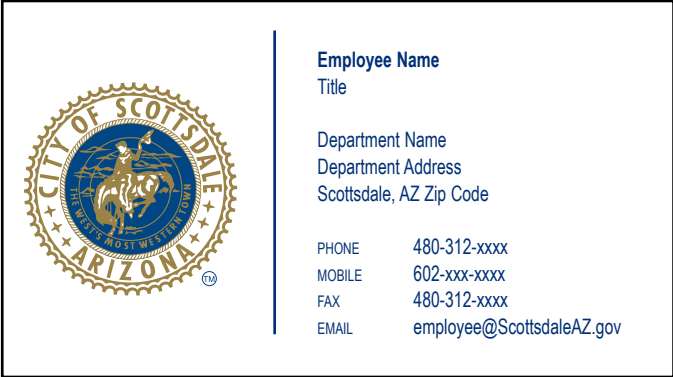 CITY OF SCOTTSDALE
THE WEST'S MOST WESTERN TOWN
ARIZONA
TM
Employee Name
Title
Department Name
Department Address
Scottsdale, AZ Zip Code
PHONE 480-312-xxxx
MOBILE 602-xxx-xxxx
FAX 480-312-xxxx
EMAIL employee@ScottsdaleAZ.gov